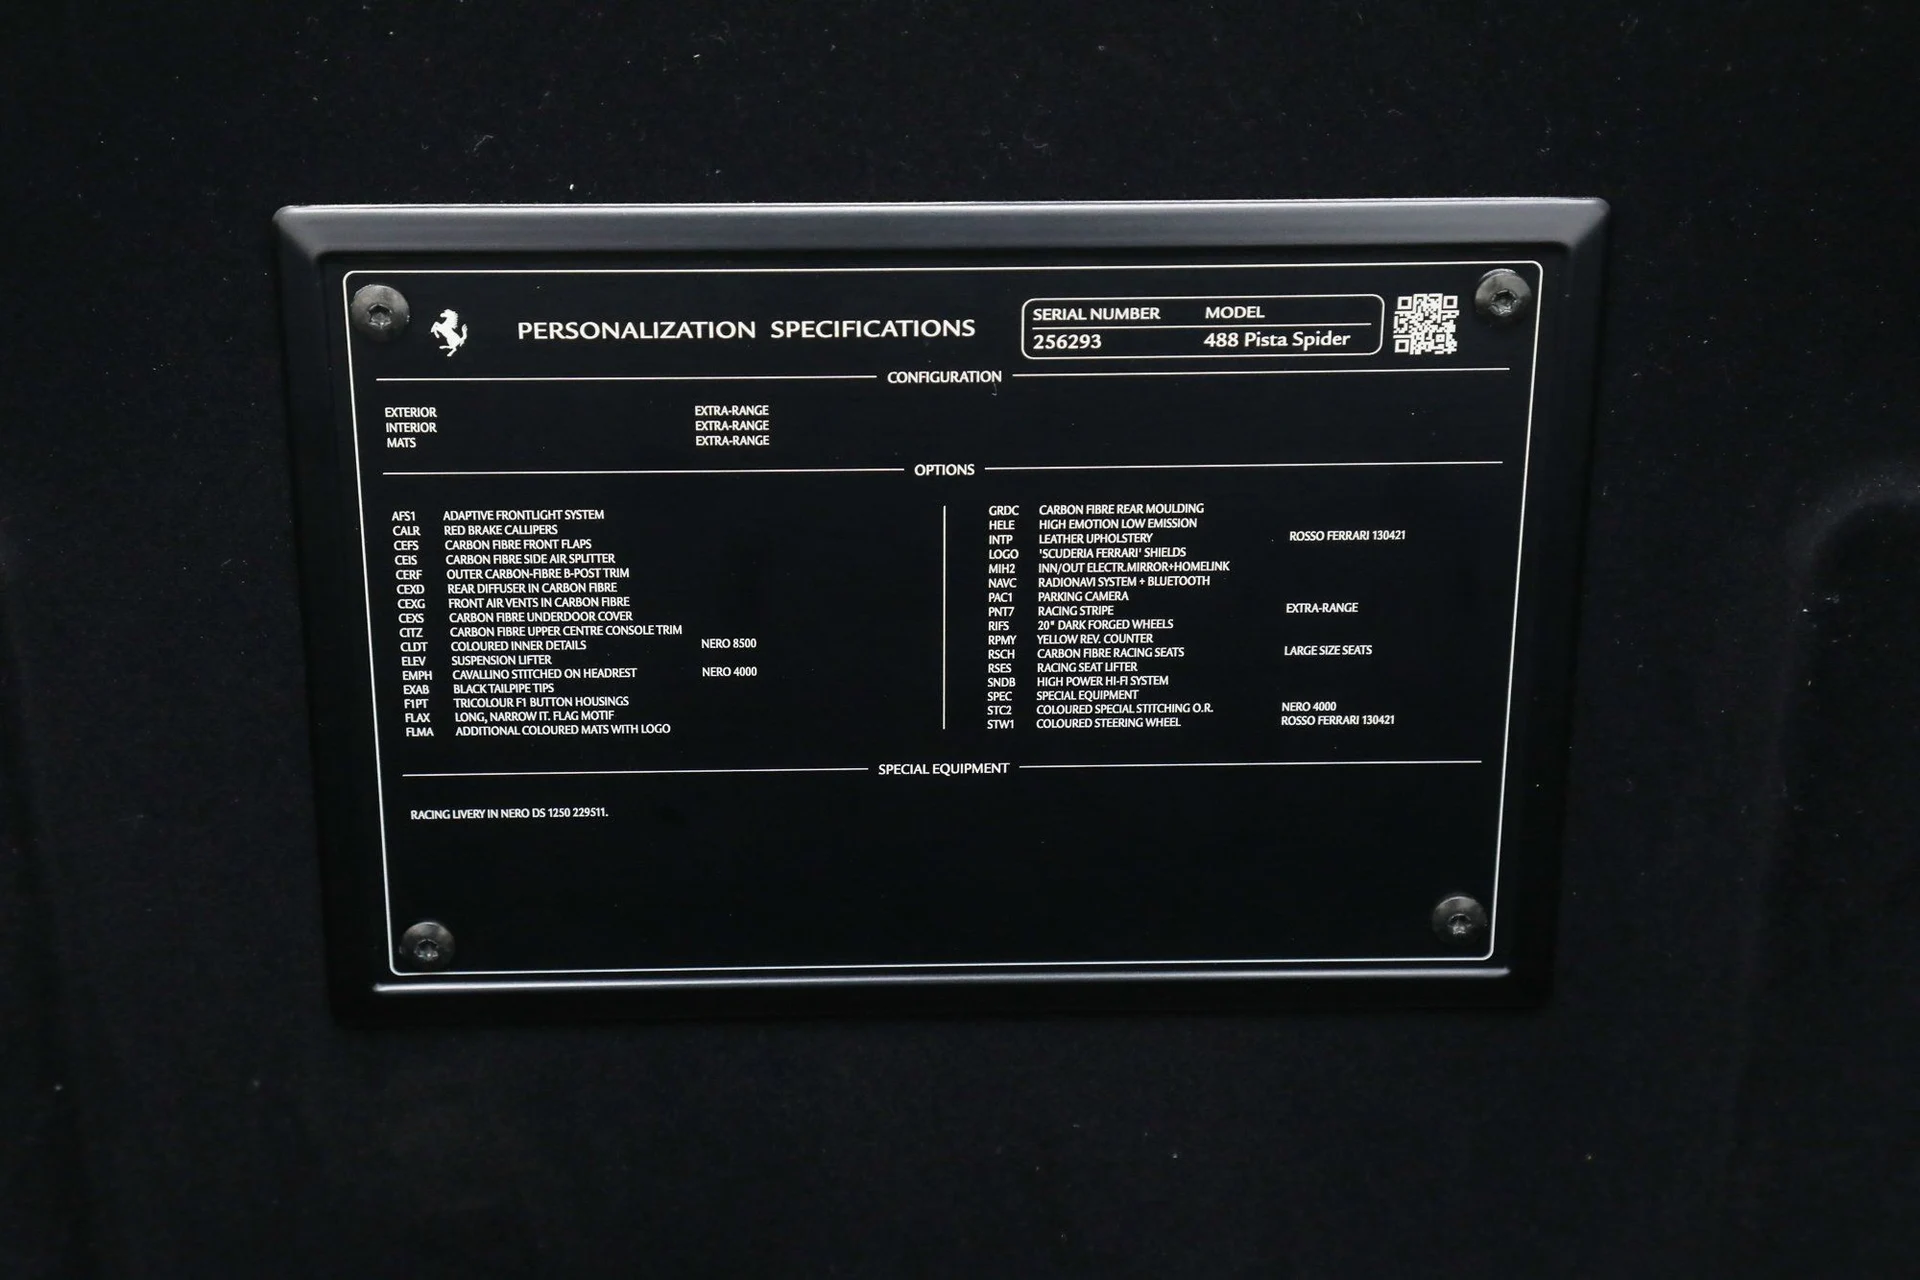 PERSONALIZATION SPECIFICATIONS
SERIAL NUMBER MODEL
256293 488 Pista Spider
CONFIGURATION
EXTERIOR EXTRA-RANGE
INTERIOR EXTRA-RANGE
MATS EXTRA-RANGE
OPTIONS
AFS1 ADAPTIVE FRONTLIGHT SYSTEM
CALR RED BRAKE CALLIPERS
CEFS CARBON FIBRE FRONT FLAPS
CEIS CARBON FIBRE SIDE AIR SPLITTER
CERF OUTER CARBON-FIBRE B-POST TRIM
CEXD REAR DIFFUSER IN CARBON FIBRE
CEXG FRONT AIR VENTS IN CARBON FIBRE
CEXS CARBON FIBRE UNDERDOOR COVER
CITZ CARBON FIBRE UPPER CENTRE CONSOLE TRIM
CLDT COLOURED INNER DETAILS NERO 8500
ELEV SUSPENSION LIFTER
EMPH CAVALLINO STITCHED ON HEADREST NERO 4000
EXAB BLACK TAILPIPE TIPS
F1PT TRICOLOUR F1 BUTTON HOUSINGS
FLAX LONG, NARROW IT. FLAG MOTIF
FLMA ADDITIONAL COLOURED MATS WITH LOGO
GRDC CARBON FIBRE REAR MOULDING
HELE HIGH EMOTION LOW EMISSION
INTP LEATHER UPHOLSTERY ROSSO FERRARI 130421
LOGO 'SCUDERIA FERRARI' SHIELDS
MIH2 INN/OUT ELECTR.MIRROR+HOMELINK
NAVC RADIONAVI SYSTEM + BLUETOOTH
PAC1 PARKING CAMERA
PNT7 RACING STRIPE EXTRA-RANGE
RIFS 20" DARK FORGED WHEELS
RPMY YELLOW REV. COUNTER
RSCH CARBON FIBRE RACING SEATS LARGE SIZE SEATS
RSES RACING SEAT LIFTER
SNDB HIGH POWER HI-FI SYSTEM
SPEC SPECIAL EQUIPMENT
STC2 COLOURED SPECIAL STITCHING O.R. NERO 4000
STW1 COLOURED STEERING WHEEL ROSSO FERRARI 130421
SPECIAL EQUIPMENT
RACING LIVERY IN NERO DS 1250 229511.